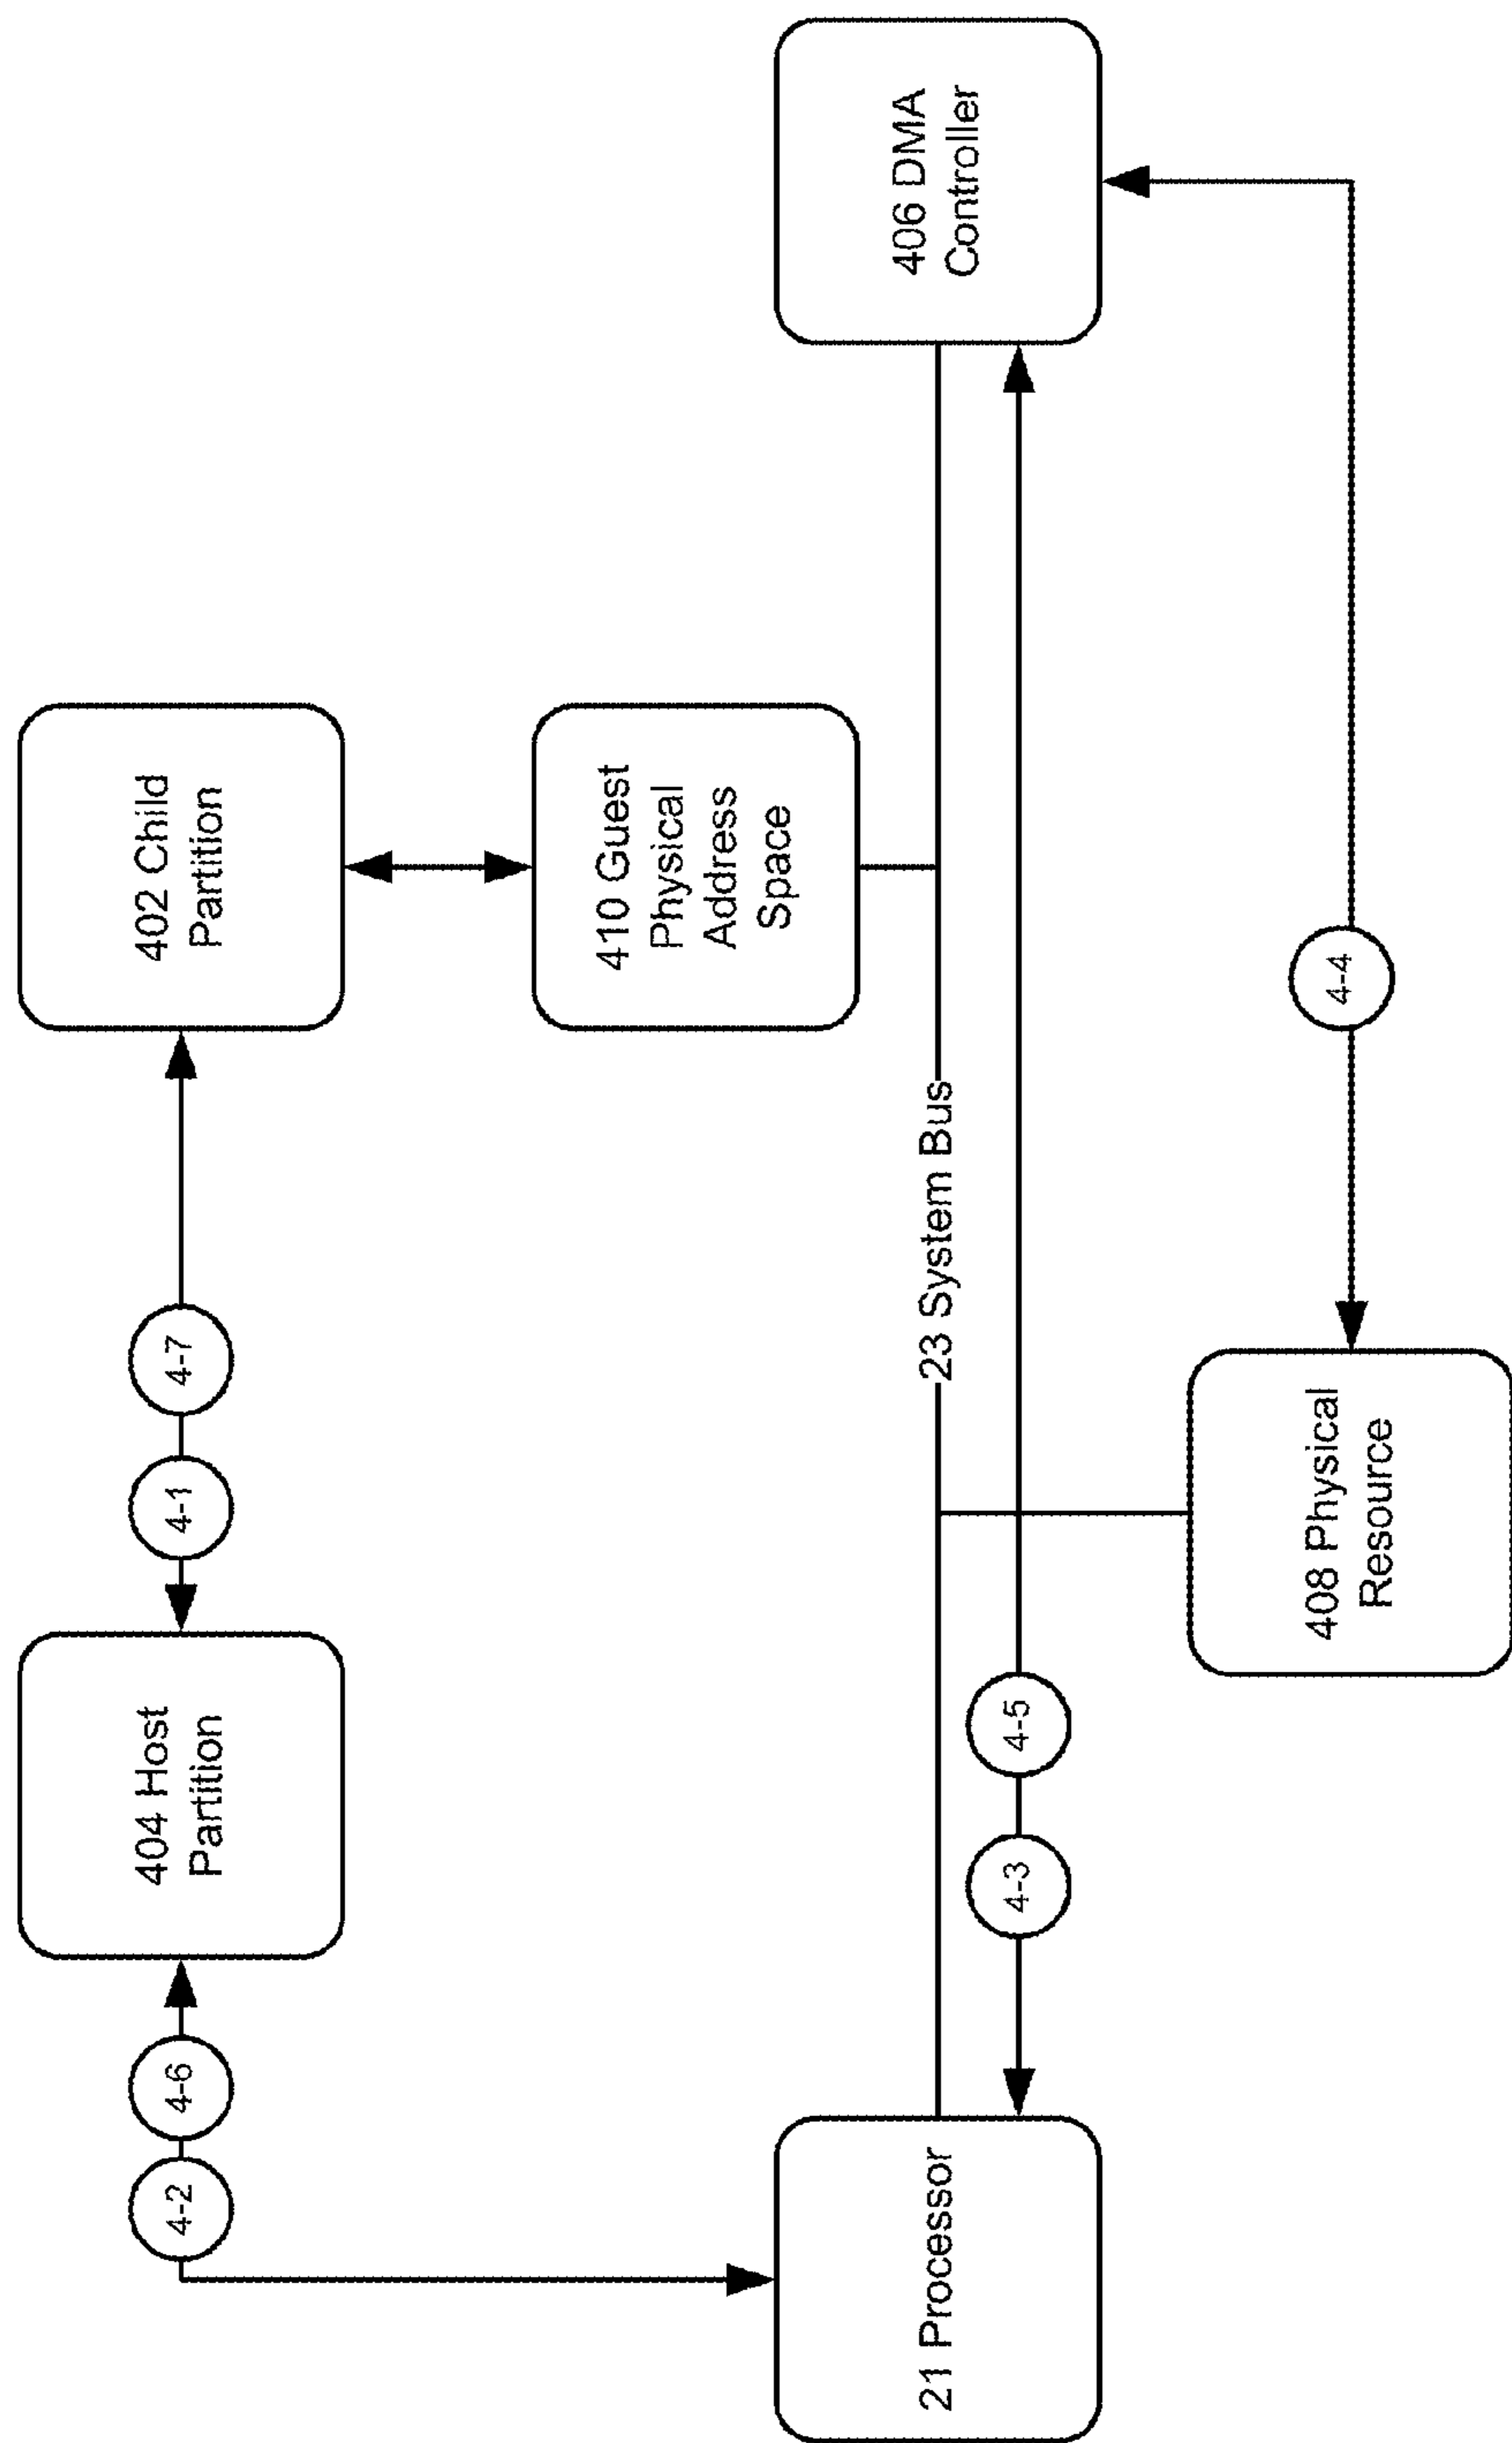 404 Host
Partition
402 Child
Partition
4-2
4-6
4-1
4-7
410 Guest
Physical
Address
Space
21 Processor
23 System Bus
406 DMA
Controller
4-3
4-5
408 Physical
Resource
4-4